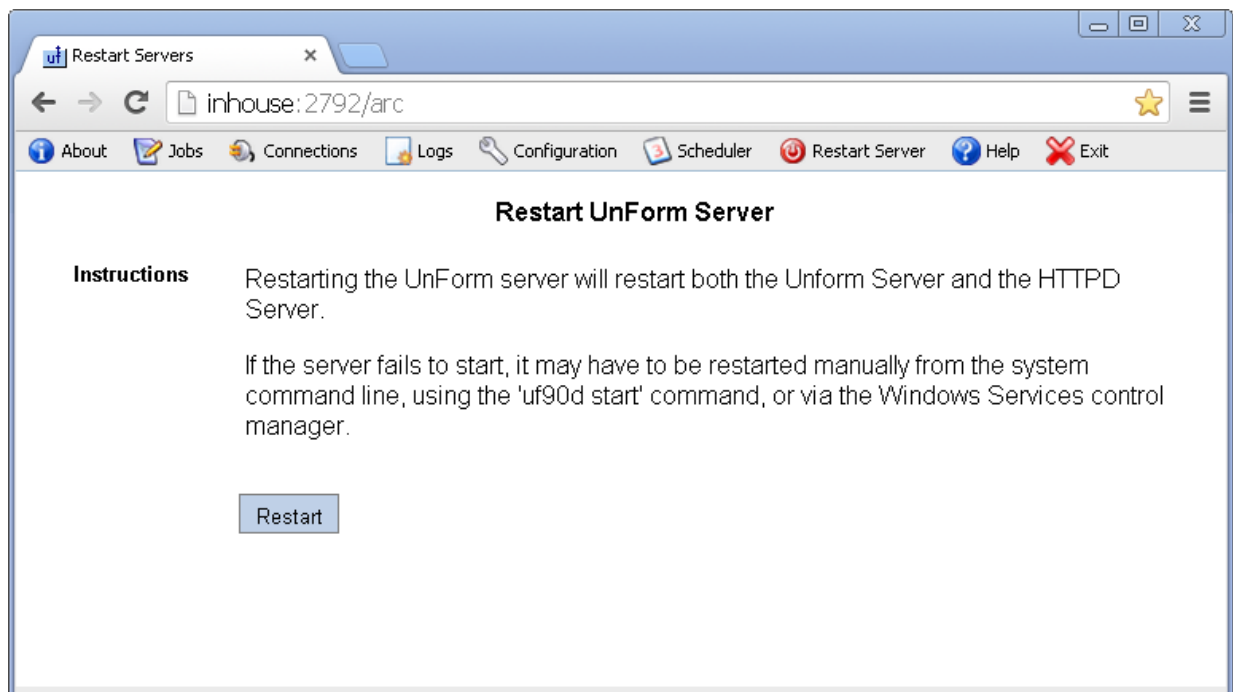 uf Restart Servers
inhouse:2792/arc
About Jobs Connections Logs Configuration 3 Scheduler Restart Server Help Exit
Restart UnForm Server
Instructions
Restarting the UnForm server will restart both the Unform Server and the HTTPD
Server.
If the server fails to start, it may have to be restarted manually from the system
command line, using the 'uf90d start' command, or via the Windows Services control
manager.
Restart